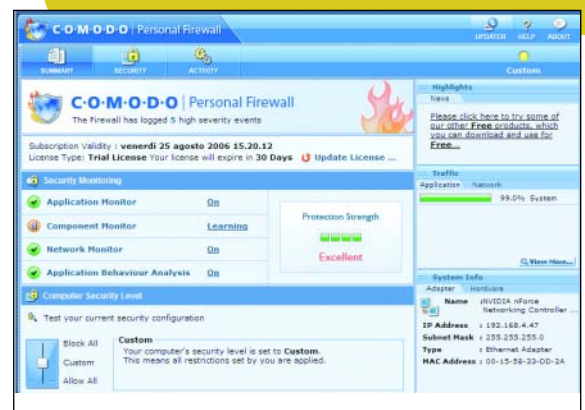 C·O·M·O·D·O | Personal Firewall
UPDATER HELP ABOUT
SUMMARY SECURITY ACTIVITY
Custom
C·O·M·O·D·O | Personal Firewall
The Firewall has logged 5 high severity events
Subscription Validity : venerdì 25 agosto 2006 15.20.12
License Type: Trial License Your license will expire in 30 Days Update License ...
Security Monitoring
Application Monitor On
Component Monitor Learning
Network Monitor On
Application Behaviour Analysis On
Protection Strength
Excellent
Computer Security Level
Test your current security configuration
Block All
Custom
Allow All
Custom
Your computer's security level is set to Custom.
This means all restrictions set by you are applied.
Highlights
News
Please click here to try some of
our other Free products, which
you can download and use for
Free...
Traffic
Application Network
99.0% System
View More...
System Info
Adapter Hardware
Name :NVIDIA nForce
Networking Controller ...
IP Address : 192.168.4.47
Subnet Mask : 255.255.255.0
Type : Ethernet Adapter
MAC Address : 00-15-58-33-DD-2A